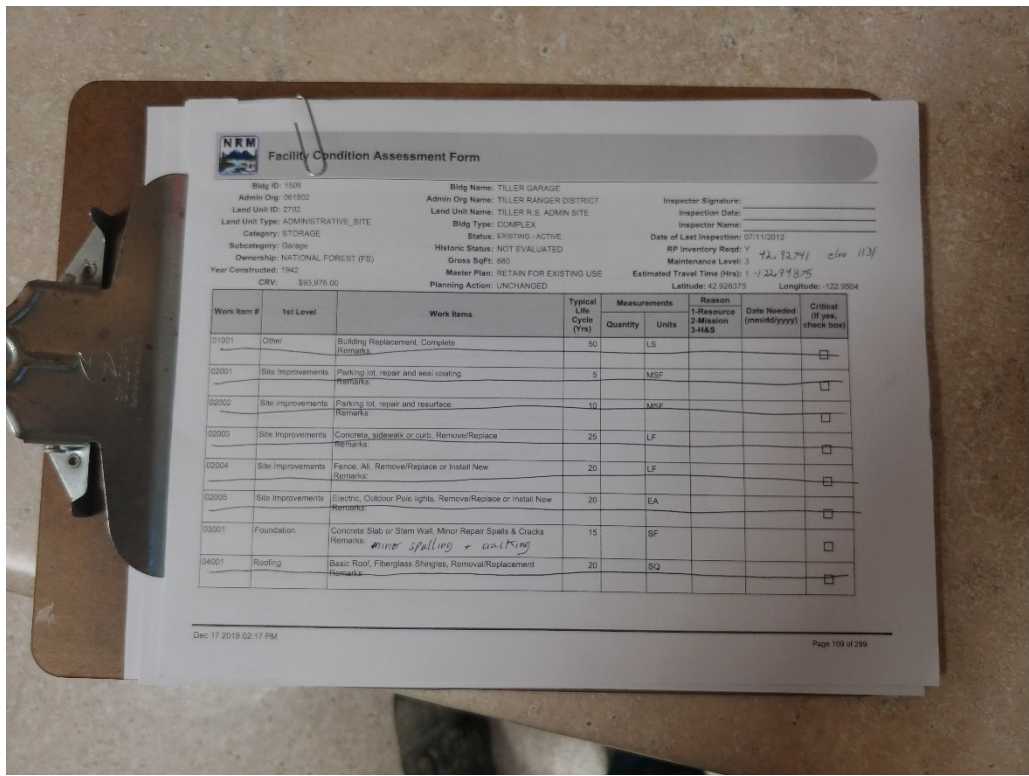 NRM
Facility Condition Assessment Form
Bldg ID: 1506
Admin Org: 061802
Land Unit ID: 2702
Land Unit Type: ADMINISTRATIVE_SITE
Category: STORAGE
Subcategory: Garage
Ownership: NATIONAL FOREST (FS)
Year Constructed: 1942
CRV: $93,976.00
Bldg Name: TILLER GARAGE
Admin Org Name: TILLER RANGER DISTRICT
Land Unit Name: TILLER R.S. ADMIN SITE
Bldg Type: COMPLEX
Status: EXISTING - ACTIVE
Historic Status: NOT EVALUATED
Gross SqFt: 680
Master Plan: RETAIN FOR EXISTING USE
Planning Action: UNCHANGED
Inspector Signature:
Inspection Date:
Inspector Name:
Date of Last Inspection: 07/11/2012
RP Inventory Reqd: Y 42.92741 elev 1131
Maintenance Level: 3
Estimated Travel Time (Hrs): 1 -122.94875
Latitude: 42.926375 Longitude: -122.9504
Work Item # 1st Level Work Items Typical Life Cycle (Yrs) Measurements Quantity Units Reason 1-Resource 2-Mission 3-H&S Date Needed (mm/dd/yyyy) Critical (if yes, check box)
01001 Other Building Replacement, Complete 50 LS
Remarks:
02001 Site Improvements Parking lot, repair and seal coating 5 MSF
Remarks:
02002 Site Improvements Parking lot, repair and resurface. 10 MSF
Remarks:
02003 Site Improvements Concrete, sidewalk or curb, Remove/Replace 25 LF
Remarks:
02004 Site Improvements Fence, All, Remove/Replace or Install New 20 LF
Remarks:
02005 Site Improvements Electric, Outdoor Pole lights, Remove/Replace or Install New 20 EA
Remarks:
03001 Foundation Concrete Slab or Stem Wall, Minor Repair Spalls & Cracks 15 SF
Remarks: minor spalling + cracking
04001 Roofing Basic Roof, Fiberglass Shingles, Removal/Replacement 20 SQ
Remarks:
Dec 17 2019 02:17 PM
Page 109 of 289